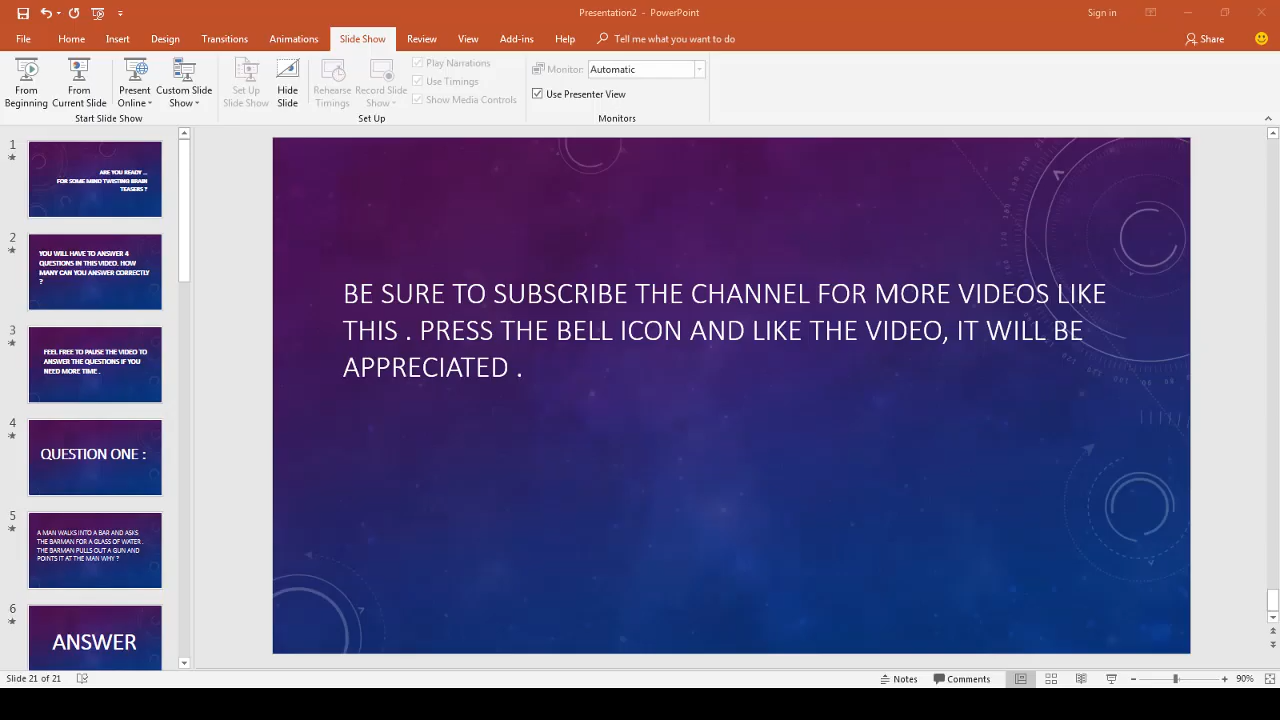 Presentation2 - PowerPoint
Sign in
File Home Insert Design Transitions Animations Slide Show Review View Add-ins Help Tell me what you want to do
Share
From Beginning
From Current Slide
Present Online
Custom Slide Show
Start Slide Show
Set Up Slide Show
Hide Slide
Rehearse Timings
Record Slide Show
Play Narrations
Use Timings
Show Media Controls
Set Up
Monitor: Automatic
Use Presenter View
Monitors
1
ARE YOU READY ...
FOR SOME MIND TWISTING BRAIN
TEASERS ?
2
YOU WILL HAVE TO ANSWER 4
QUESTIONS IN THIS VIDEO. HOW
MANY CAN YOU ANSWER CORRECTLY
?
3
FEEL FREE TO PAUSE THE VIDEO TO
ANSWER THE QUESTIONS IF YOU
NEED MORE TIME .
4
QUESTION ONE :
5
A MAN WALKS INTO A BAR AND ASKS
THE BARMAN FOR A GLASS OF WATER .
THE BARMAN PULLS OUT A GUN AND
POINTS IT AT THE MAN WHY ?
6
ANSWER
BE SURE TO SUBSCRIBE THE CHANNEL FOR MORE VIDEOS LIKE
THIS . PRESS THE BELL ICON AND LIKE THE VIDEO, IT WILL BE
APPRECIATED .
Slide 21 of 21
Notes
Comments
90%